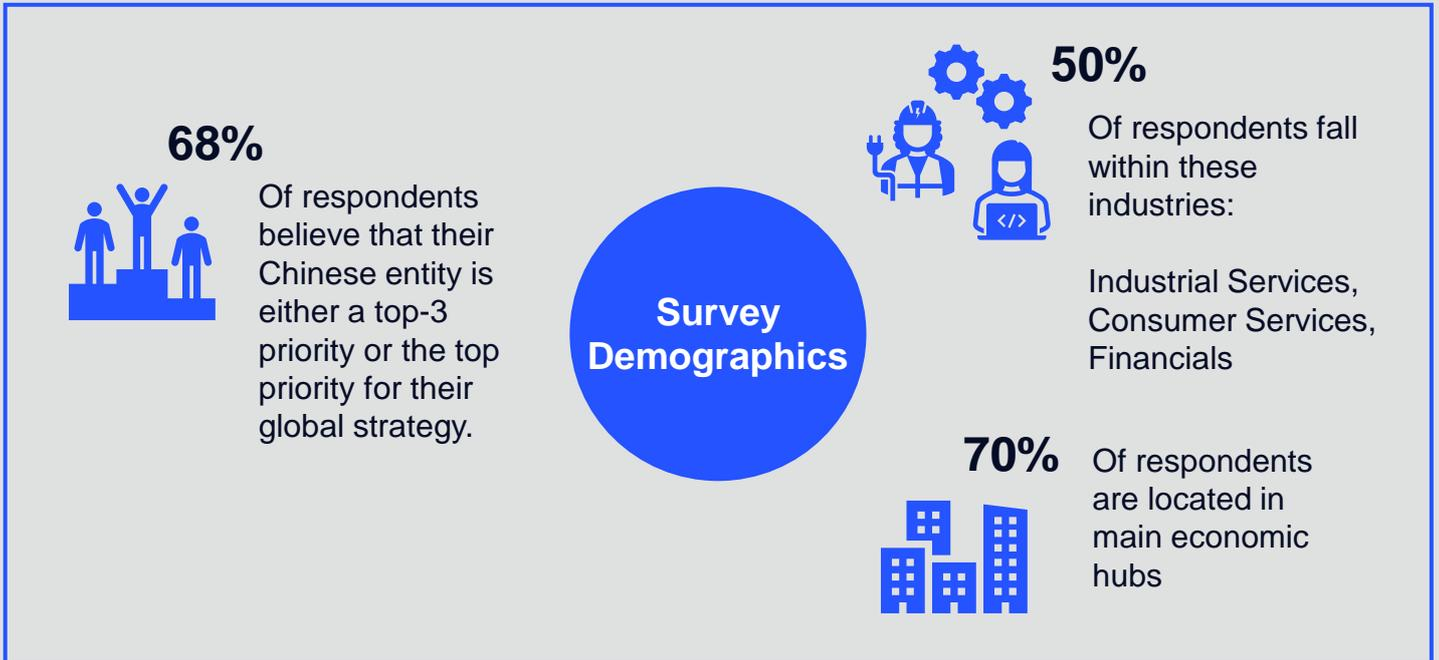 68%
Of respondents
believe that their
Chinese entity is
either a top-3
priority or the top
priority for their
global strategy.
Survey
Demographics
50%
Of respondents fall
within these
industries:
Industrial Services,
Consumer Services,
Financials
</>
70%
Of respondents
are located in
main economic
hubs